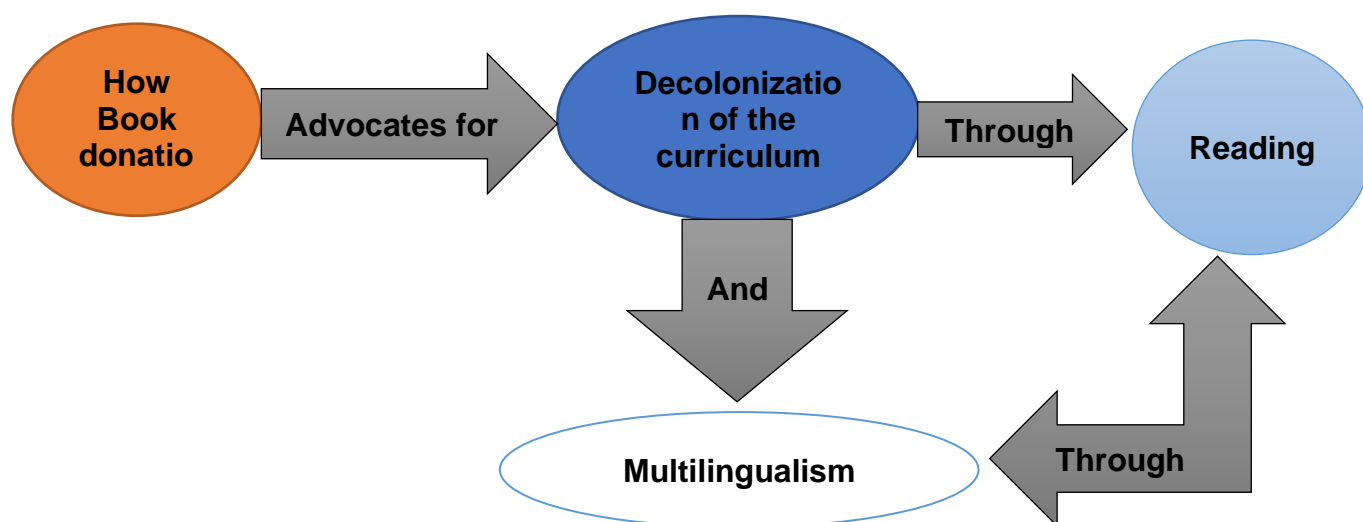 How
Book
donatio
Advocates for
Decolonizatio
n of the
curriculum
Through
Reading
And
Multilingualism
Through